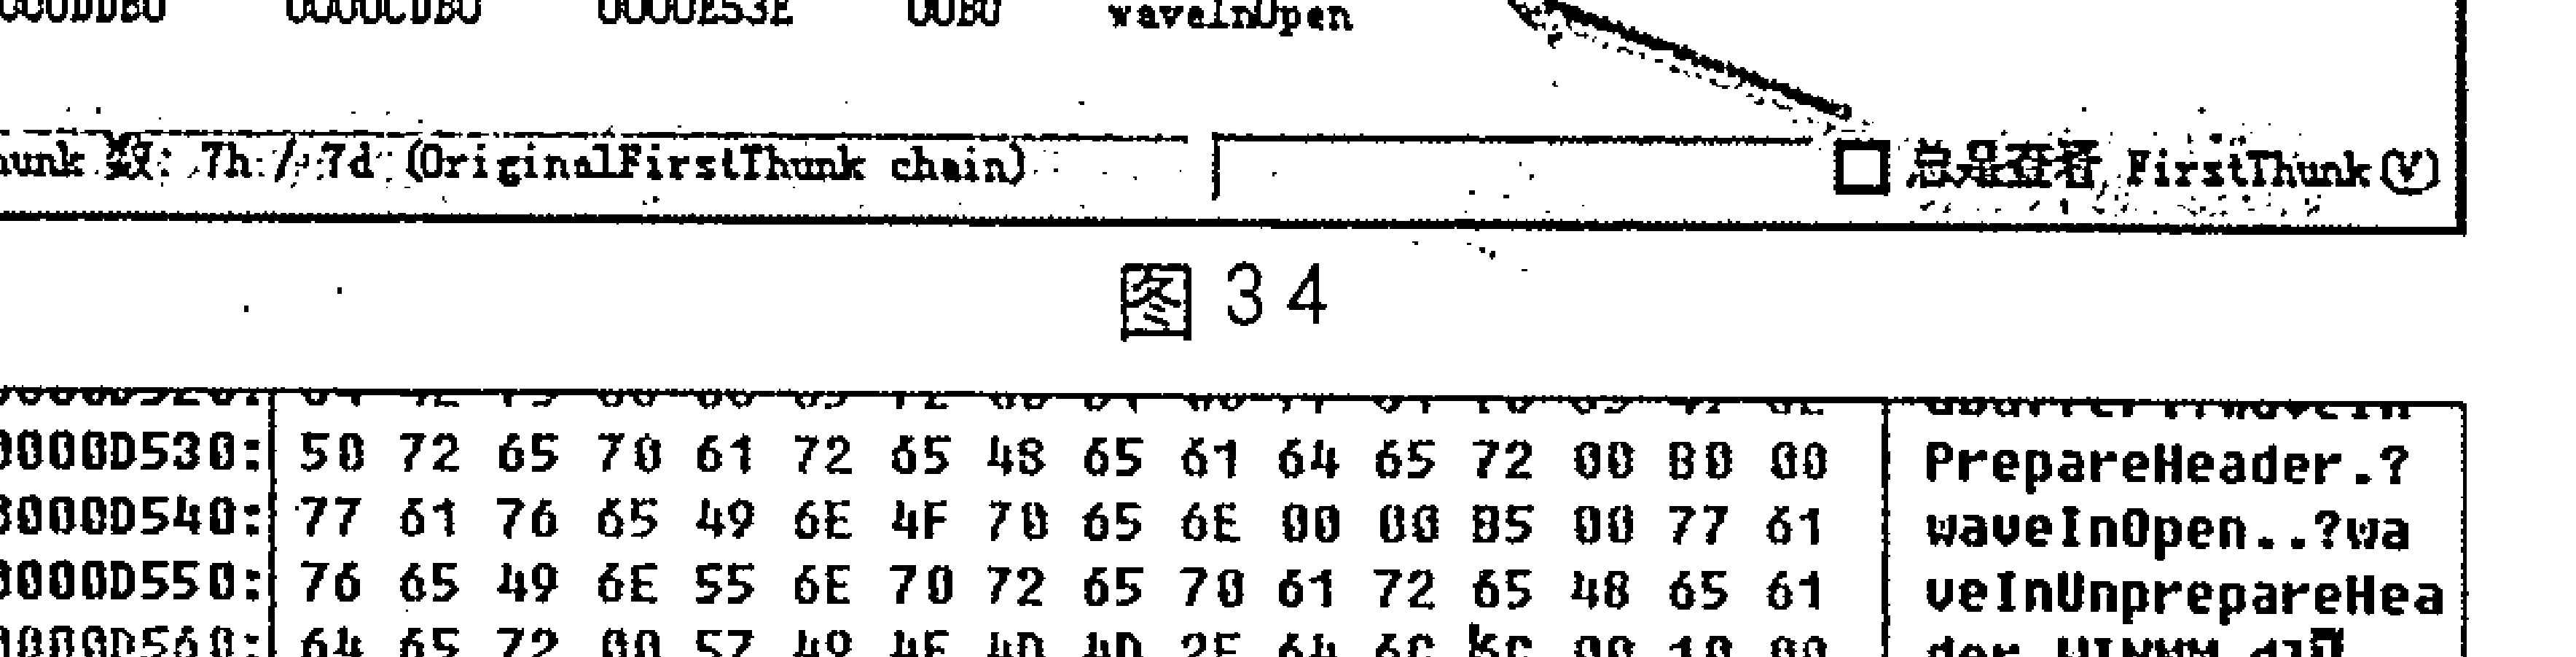 waveInOpen
数: 7h / 7d (OriginalFirstThunk chain) 总是查看 FirstThunk(V)
图 34
0000D530: 50 72 65 70 61 72 65 48 65 61 64 65 72 00 B0 00 PrepareHeader.?
0000D540: 77 61 76 65 49 6E 4F 70 65 6E 00 00 B5 00 77 61 waveInOpen..?wa
0000D550: 76 65 49 6E 55 6E 70 72 65 70 61 72 65 48 65 61 veInUnprepareHea